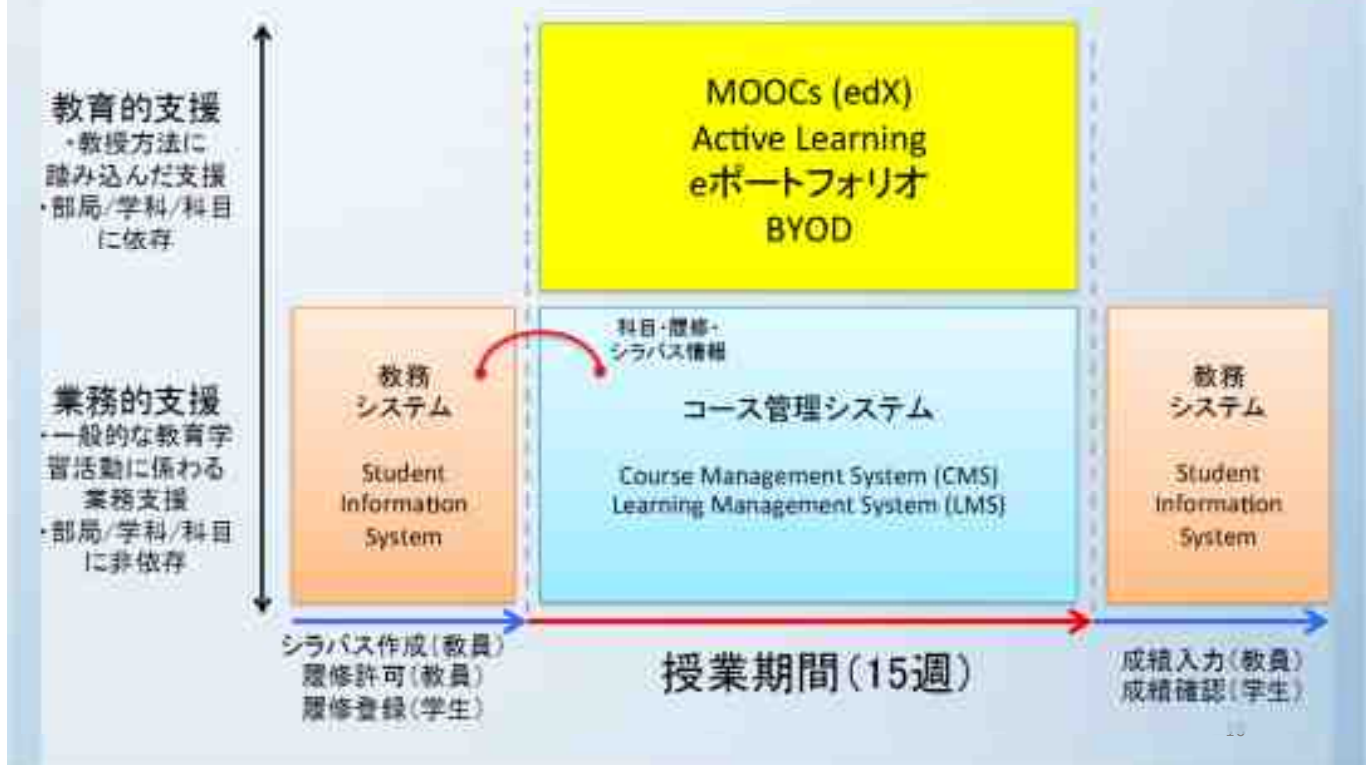 教育的支援
・教授方法に
踏み込んだ支援
・部局/学科/科目
に依存
MOOCs (edX)
Active Learning
eポートフォリオ
BYOD
業務的支援
・一般的な教育学
習活動に係わる
業務支援
・部局/学科/科目
に非依存
教務
システム
Student
Information
System
科目・履修・
シラバス情報
コース管理システム
Course Management System (CMS)
Learning Management System (LMS)
教務
システム
Student
Information
System
シラバス作成(教員)
履修許可(教員)
履修登録(学生)
授業期間(15週)
成績入力(教員)
成績確認(学生)